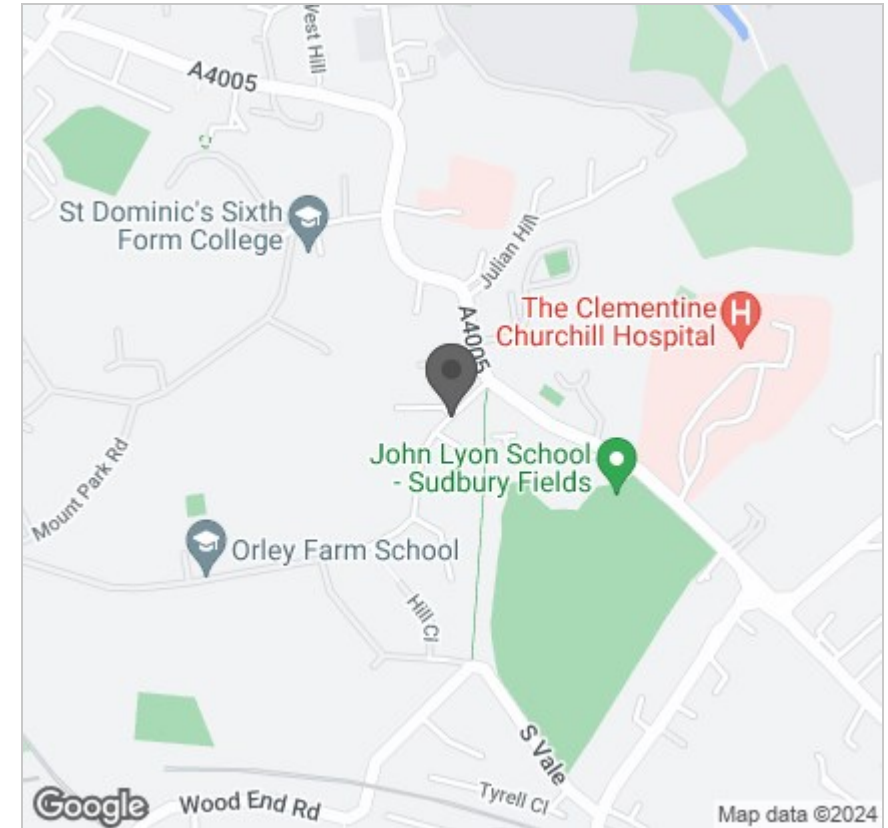 West Hill
A4005
St Dominic's Sixth
Form College
Julian Hill
The Clementine
Churchill Hospital
H
A4005
John Lyon School
- Sudbury Fields
Mount Park Rd
Orley Farm School
Hill Cl
S Vale
Tyrell Cl
Wood End Rd
Google
Map data ©2024